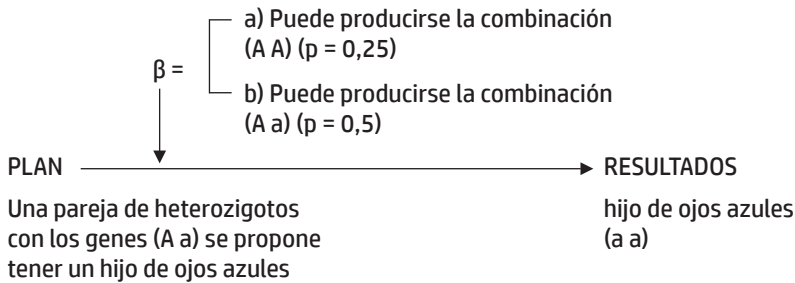 a) Puede producirse la combinación
(A A) (p = 0,25)
β =
b) Puede producirse la combinación
(A a) (p = 0,5)
PLAN
RESULTADOS
Una pareja de heterozigotos
con los genes (A a) se propone
tener un hijo de ojos azules
hijo de ojos azules
(a a)